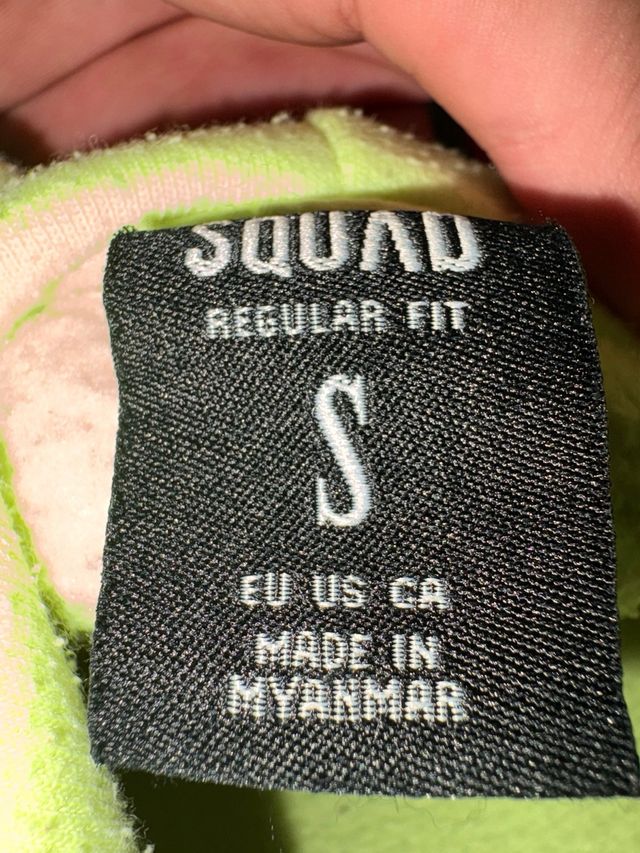 SQUAD
REGULAR FIT
S
EU US CA
MADE IN
MYANMAR